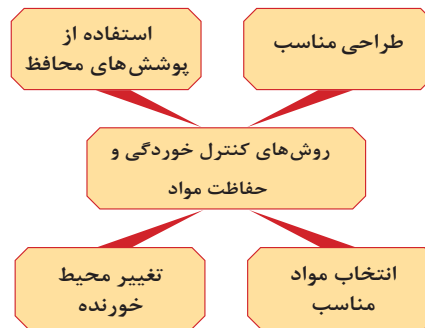 طراحی مناسب
استفاده از
پوشش‌های محافظ
روش‌های کنترل خوردگی و
حفاظت مواد
انتخاب مواد
مناسب
تغییر محیط
خورنده